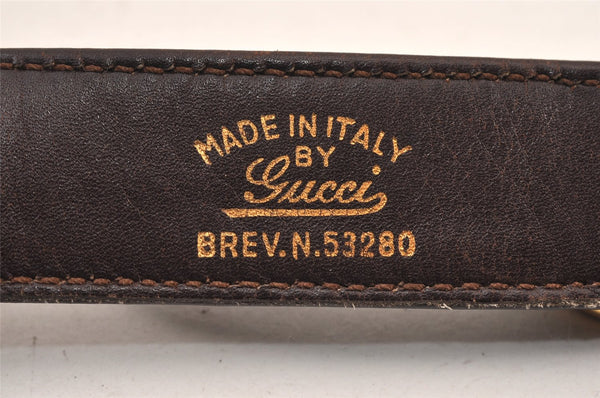 MADE IN ITALY
BY
Gucci
BREV.N.53280